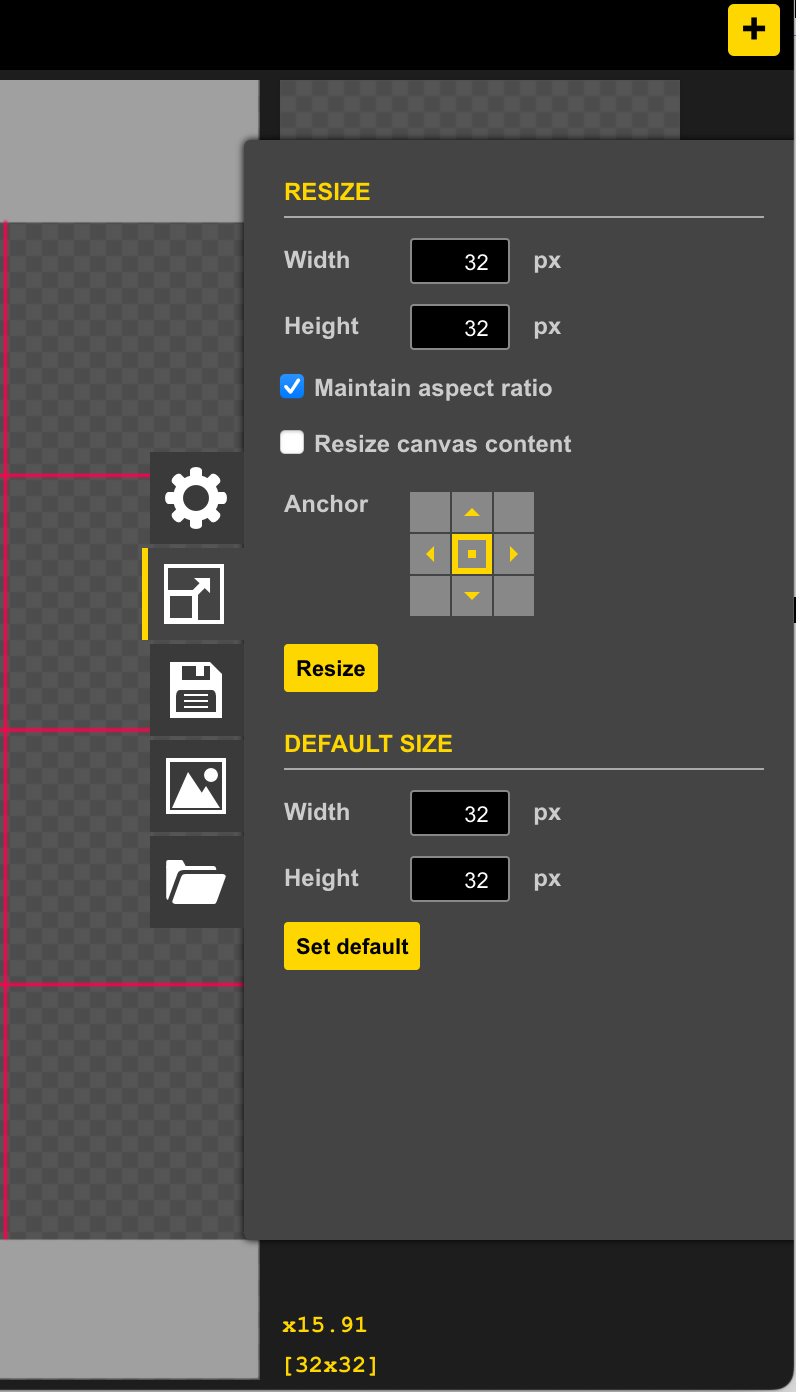 RESIZE
Width 32 px
Height 32 px
Maintain aspect ratio
Resize canvas content
Anchor
Resize
DEFAULT SIZE
Width 32 px
Height 32 px
Set default
x15.91
[32x32]